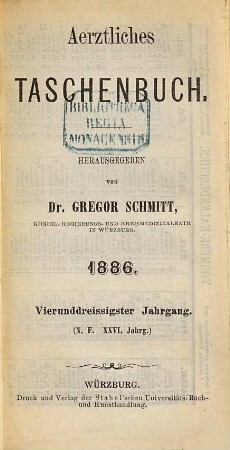 Aerztliches
TASCHENBUCH.
BIBLIOTHECA
REGIA
MONACENSIS
HERAUSGEGEBEN
von
Dr. GREGOR SCHMITT,
KÖNIGL. REGIERUNGS- UND KREISMEDIZINALRATH
IN WÜRZBURG.
1886.
Vierunddreissigster Jahrgang.
(N. F. XXVI. Jahrg.)
WÜRZBURG.
Druck und Verlag der Stahel'schen Universitäts-Buch-
und Kunsthandlung.